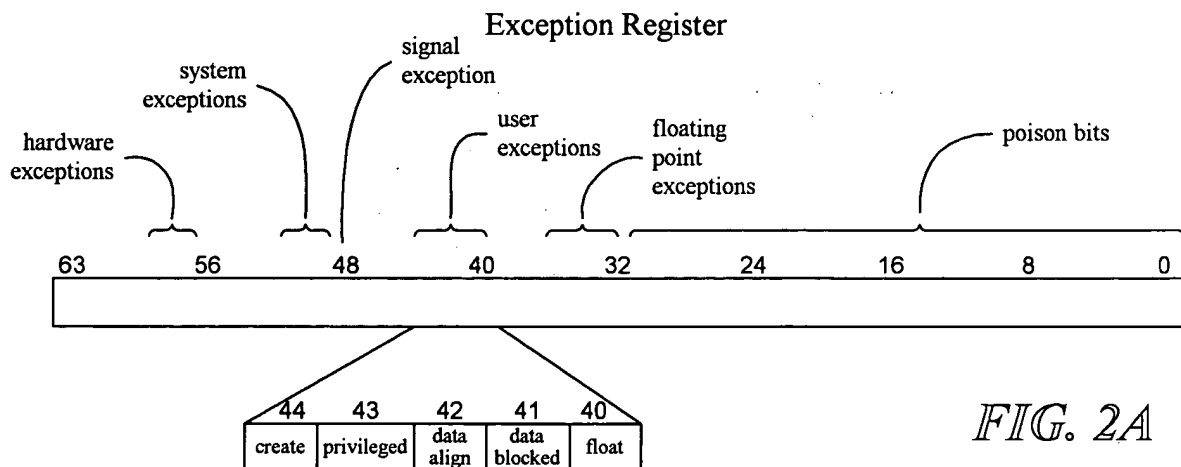 Exception Register
signal
exception
system
exceptions
user
exceptions
floating
point
exceptions
poison bits
hardware
exceptions
63 56 48 40 32 24 16 8 0
44 43 42 41 40
create privileged data align data blocked float
FIG. 2A